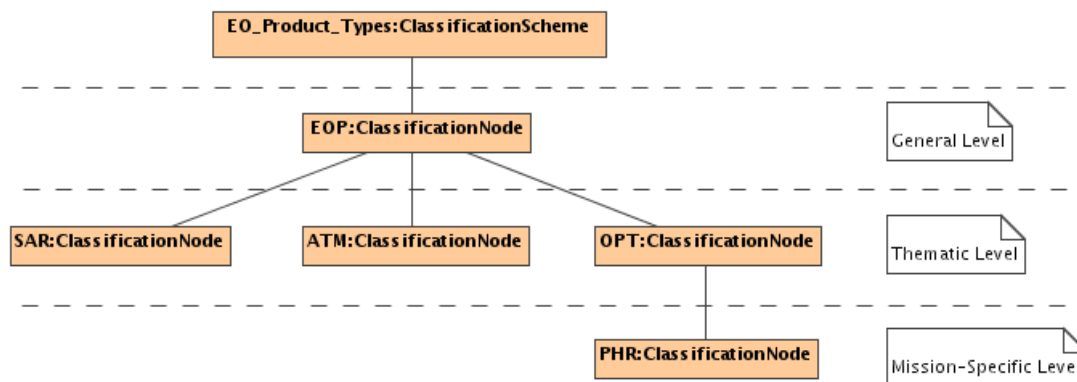 EO_Product_Types:ClassificationScheme
EOP:ClassificationNode
General Level
SAR:ClassificationNode
ATM:ClassificationNode
OPT:ClassificationNode
Thematic Level
PHR:ClassificationNode
Mission-Specific Leve